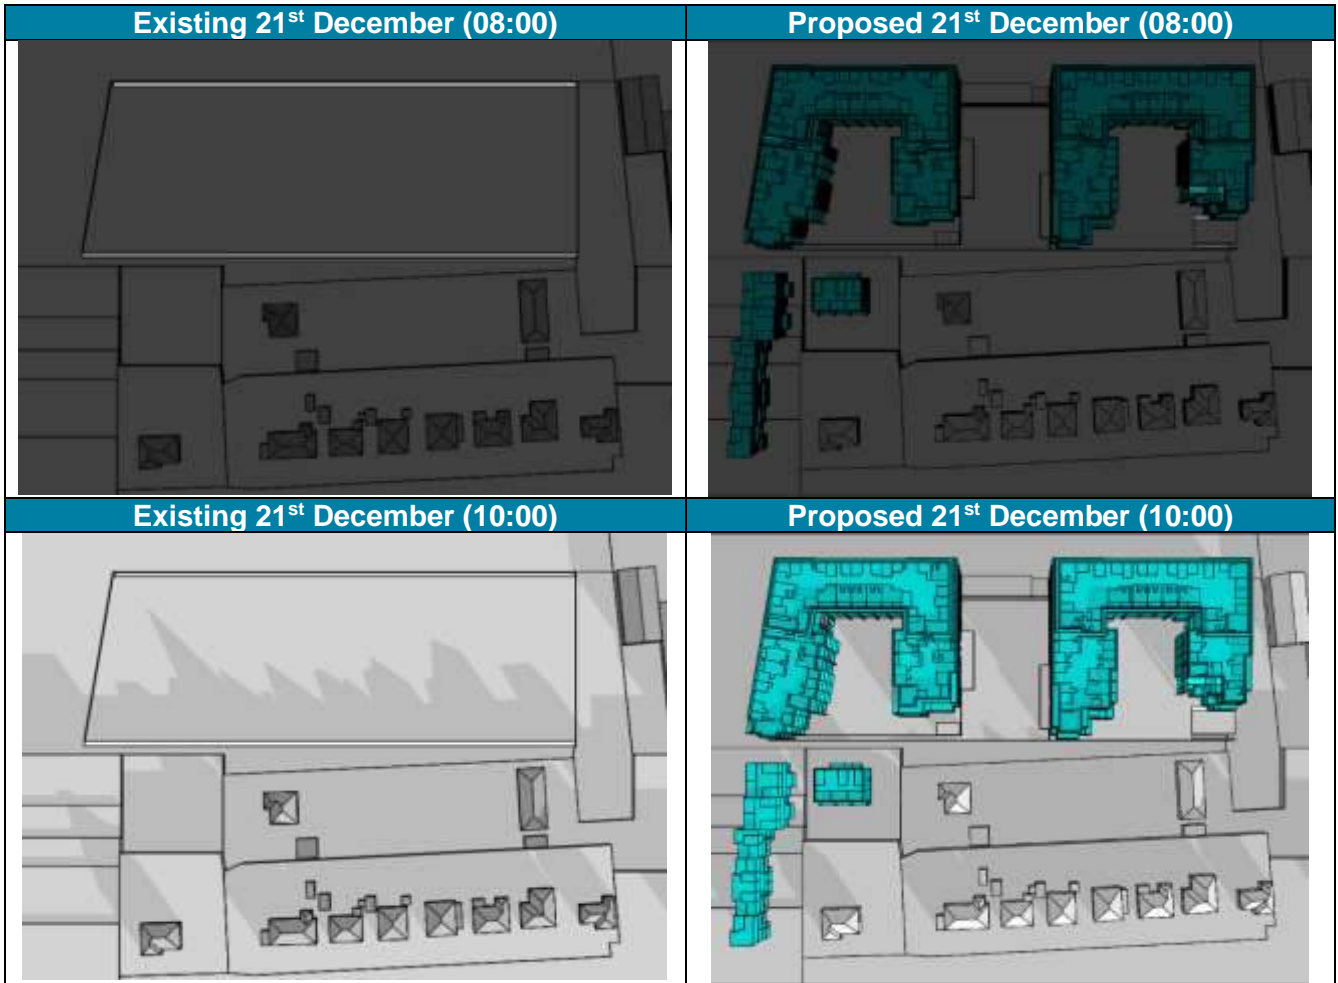 Existing 21st December (08:00)
Proposed 21st December (08:00)
Existing 21st December (10:00)
Proposed 21st December (10:00)